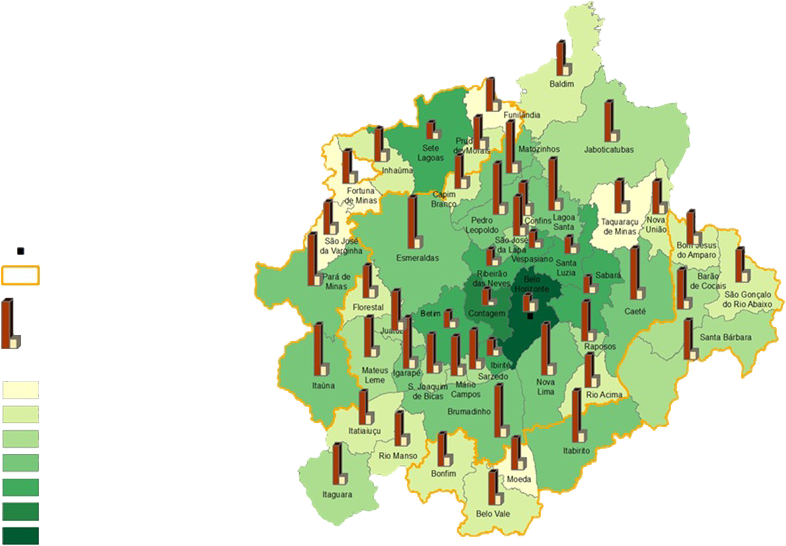 Baldim
Funilândia
Jaboticatubas
Matozinhos
Sete
Lagoas
Inhaúma
Fortuna
de Minas
Capim
Branco
Pedro
Leopoldo
Confins
Lagoa
Santa
Taquaraçu
de Minas
Nova
União
São José
da Varginha
Esmeraldas
São José
da Lapa
Vespasiano
Santa
Luzia
Bom Jesus
do Amparo
Pará de
Minas
Ribeirão
das Neves
Belo
Horizonte
Sabará
Barão
de Cocais
São Gonçalo
do Rio Abaixo
Florestal
Betim
Contagem
Caeté
Santa Bárbara
Raposos
Mateus
Leme
Igarapé
Ibirité
Sarzedo
Itaúna
S. Joaquim
de Bicas
Mário
Campos
Nova
Lima
Rio Acima
Brumadinho
Itatiaiuçu
Rio Manso
Itabirito
Bonfim
Moeda
Itaguara
Belo Vale